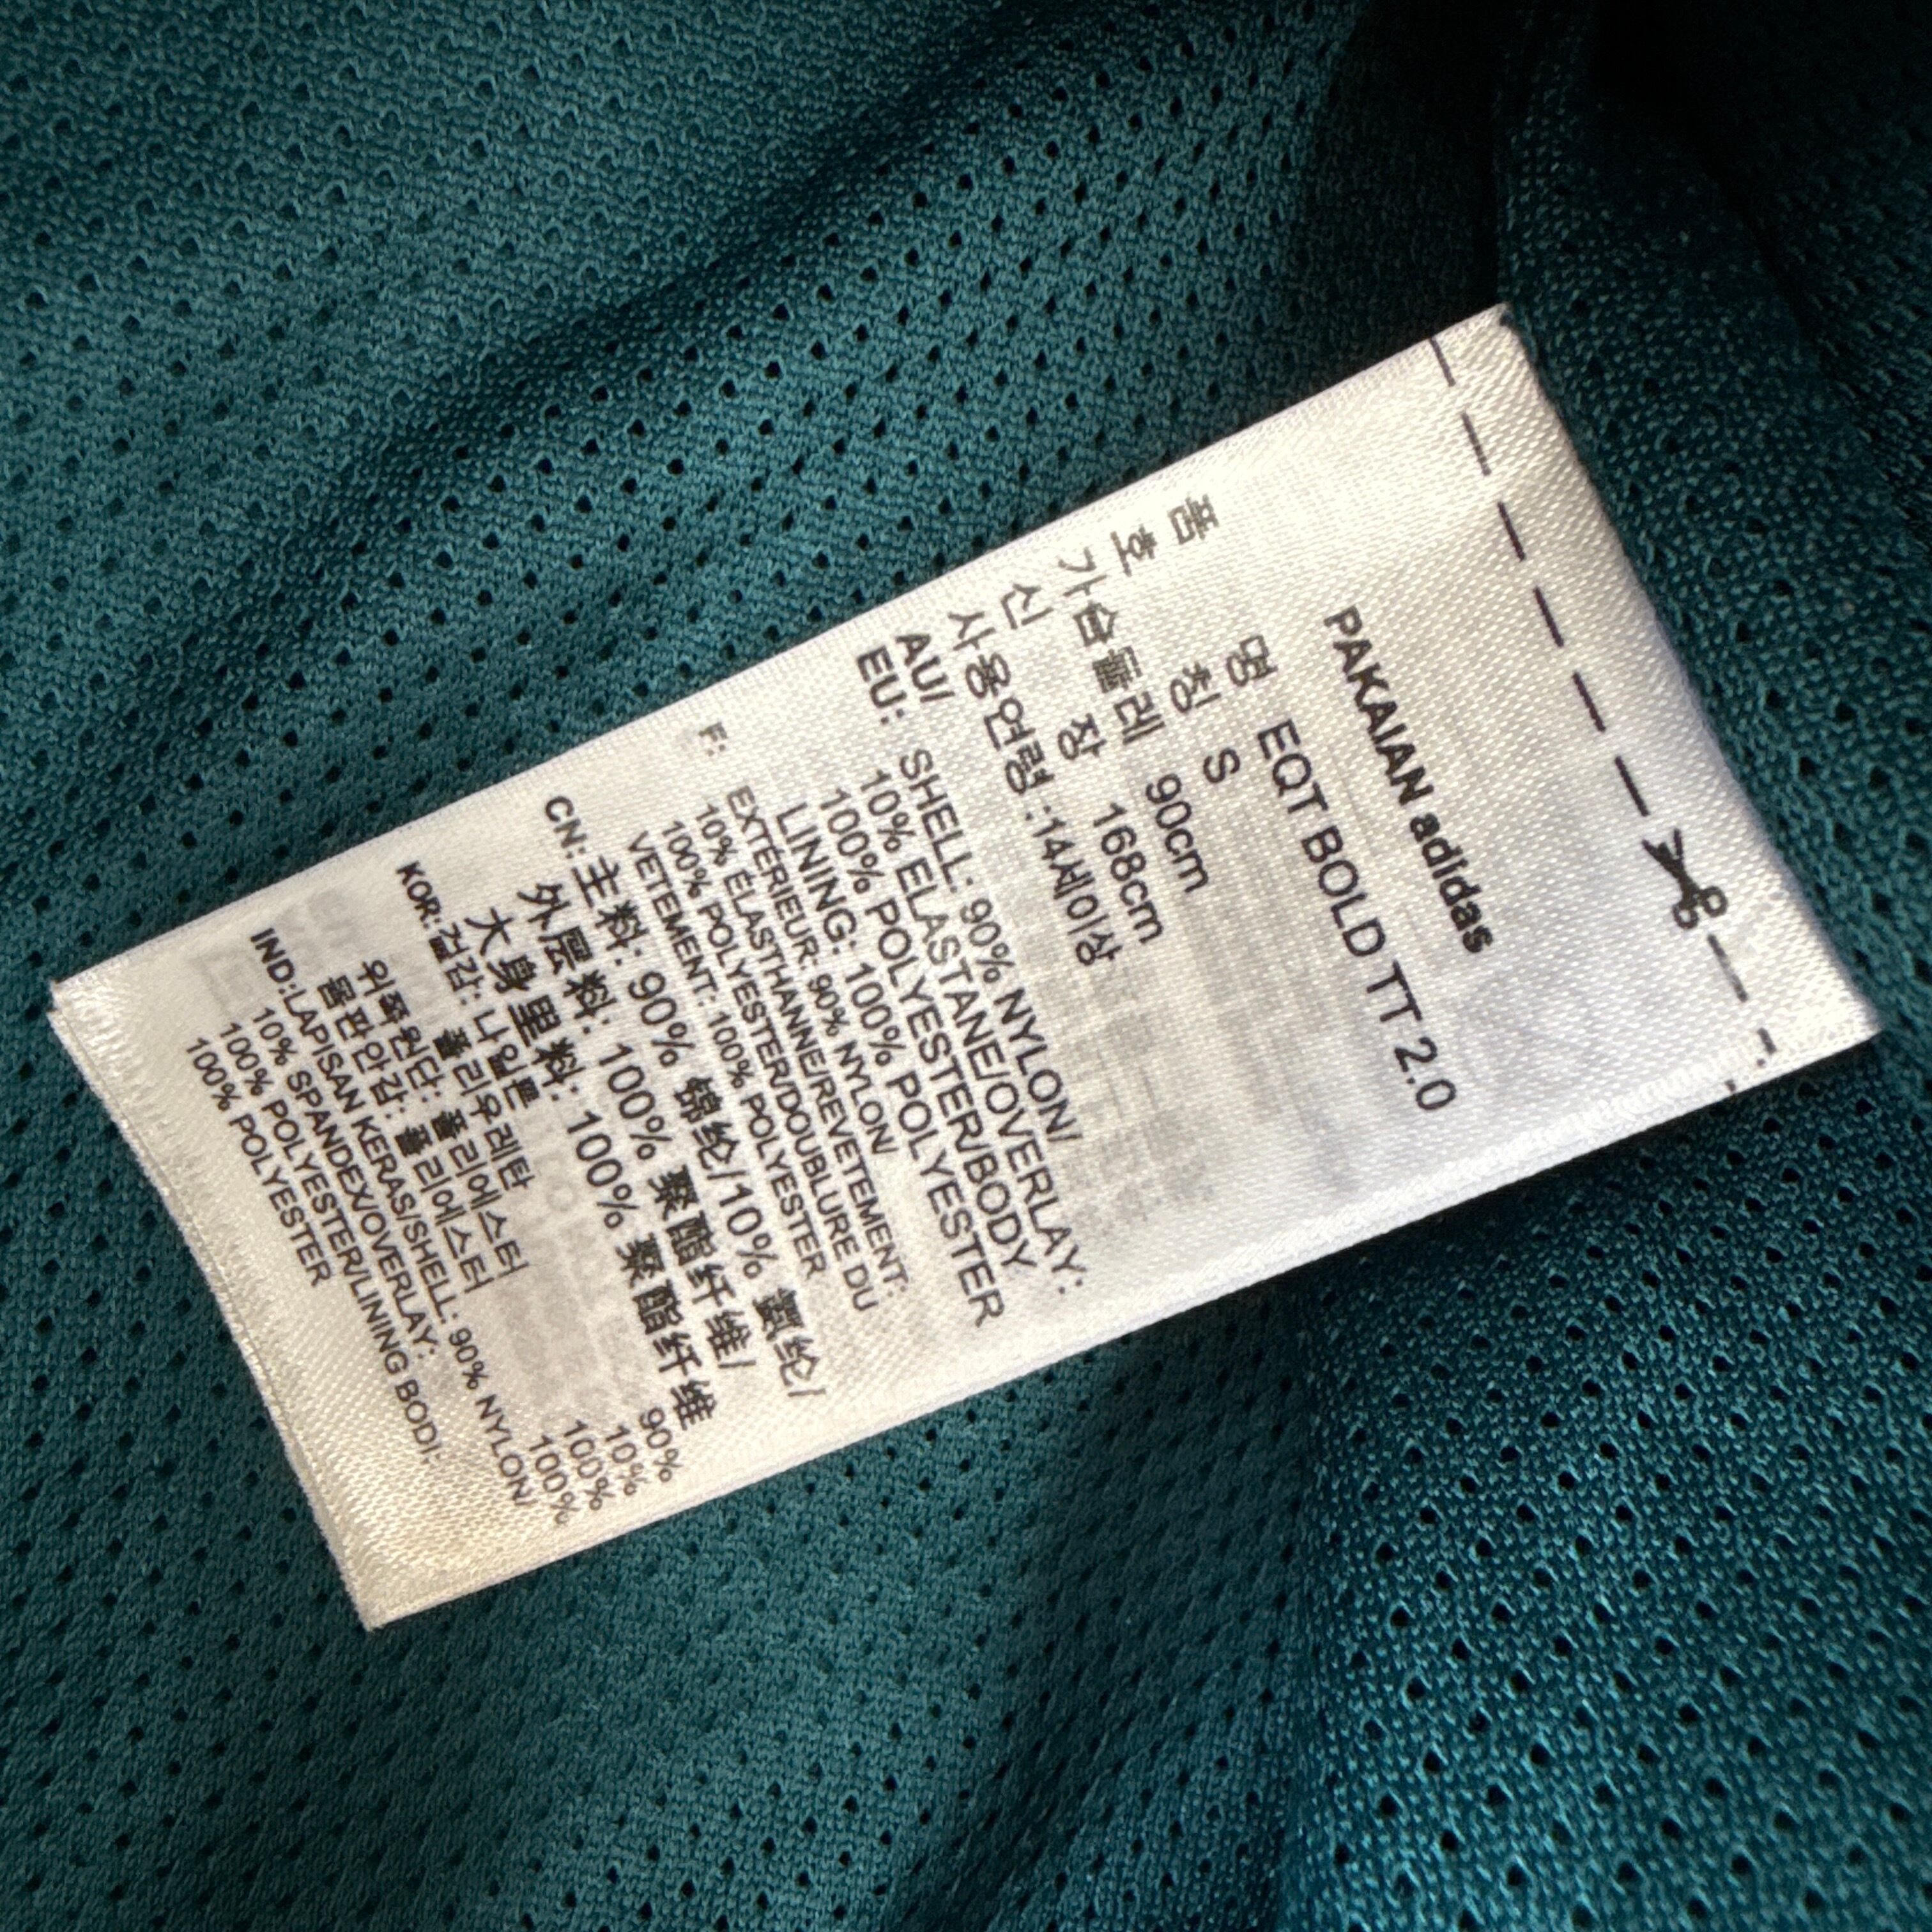 PAKAIAN adidas
품 명 EQT BOLD TT 2.0
호 칭 S
가슴둘레 90cm
신 장 168cm
사용연령 :14세이상
AU/
EU: SHELL: 90% NYLON/
10% ELASTANE/OVERLAY:
100% POLYESTER/BODY
LINING: 100% POLYESTER
F: EXTERIEUR: 90% NYLON/
10% ELASTHANNE/REVETEMENT:
100% POLYESTER/DOUBLURE DU
VETEMENT: 100% POLYESTER
CN: 主料: 90% 锦纶/10% 氨纶/
外层料: 100% 聚酯纤维/
大身里料: 100% 聚酯纤维
KOR:겉감: 나일론 90%
폴리우레탄 10%
위쪽원단: 폴리에스터 100%
몸판안감: 폴리에스터 100%
IND:LAPISAN KERAS/SHELL: 90% NYLON/
10% SPANDEX/OVERLAY:
100% POLYESTER/LINING BODI:
100% POLYESTER